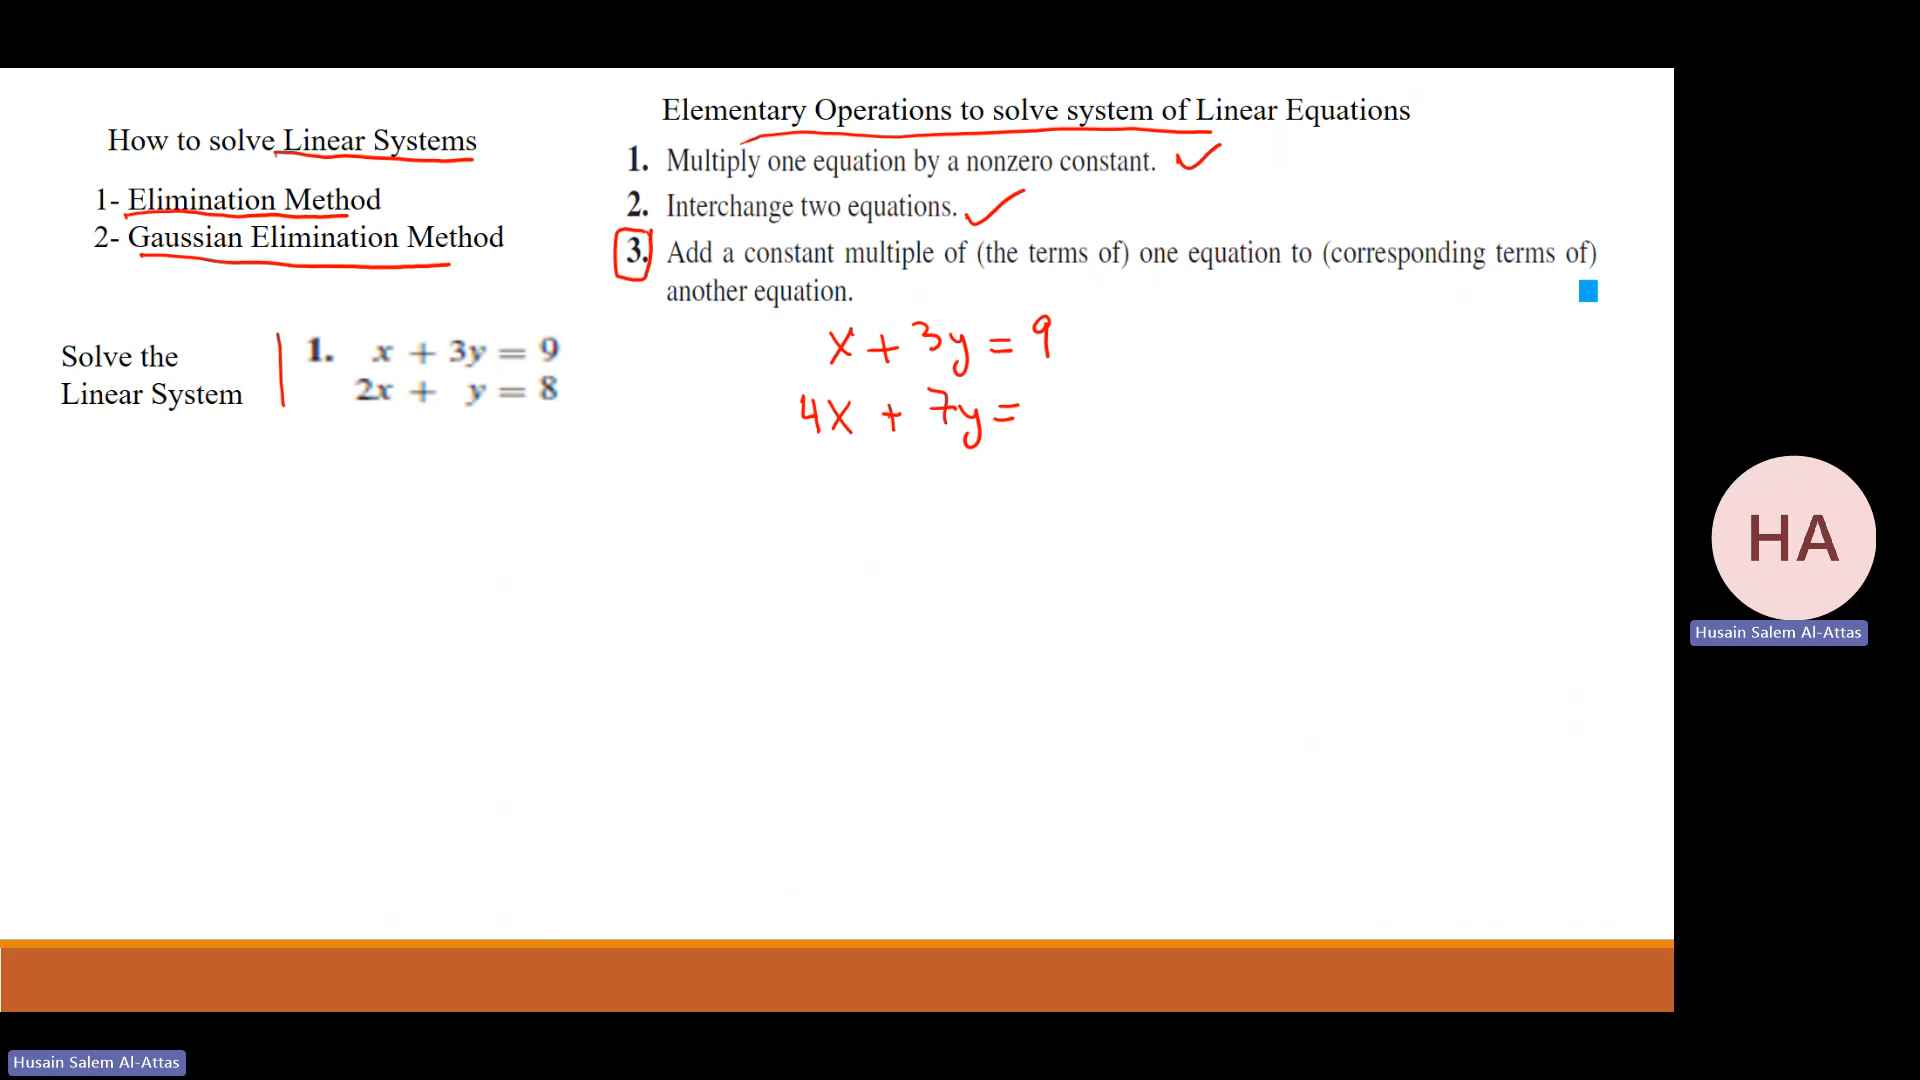 How to solve Linear Systems
1- Elimination Method
2- Gaussian Elimination Method
Elementary Operations to solve system of Linear Equations
1. Multiply one equation by a nonzero constant.
2. Interchange two equations.
3. Add a constant multiple of (the terms of) one equation to (corresponding terms of)
another equation.
Solve the
Linear System
1. x + 3y = 9
2x + y = 8
x + 3y = 9
4x + 7y =
HA
Husain Salem Al-Attas
Husain Salem Al-Attas